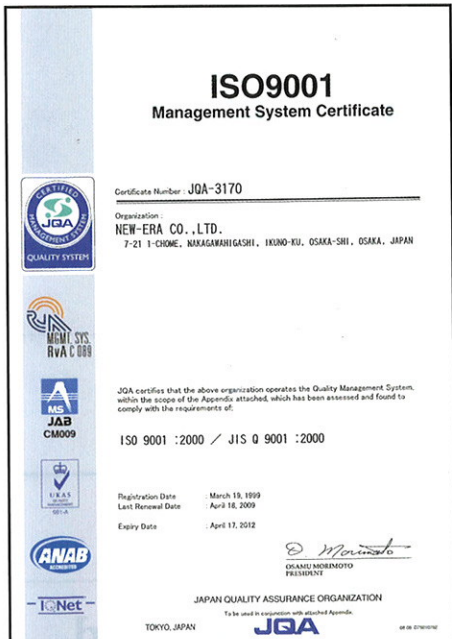 ISO9001
Management System Certificate
Certificate Number : JQA-3170
Organization :
NEW-ERA CO.,LTD.
7-21 1-CHOME, NAKAGAWAHIGASHI, IKUNO-KU, OSAKA-SHI, OSAKA, JAPAN
CERTIFIED
MANAGEMENT SYSTEM
JQA
QUALITY SYSTEM
MGMT. SYS.
RvA C 089
MS
JAB
CM009
UKAS
ANAB
ACCREDITED
IQNet
JQA certifies that the above organization operates the Quality Management System,
within the scope of the Appendix attached, which has been assessed and found to
comply with the requirements of:
ISO 9001 :2000 / JIS Q 9001 :2000
Registration Date : March 19, 1999
Last Renewal Date : April 18, 2009
Expiry Date : April 17, 2012
OSAMU MORIMOTO
PRESIDENT
JAPAN QUALITY ASSURANCE ORGANIZATION
To be used in conjunction with attached Appendix.
TOKYO, JAPAN
JQA